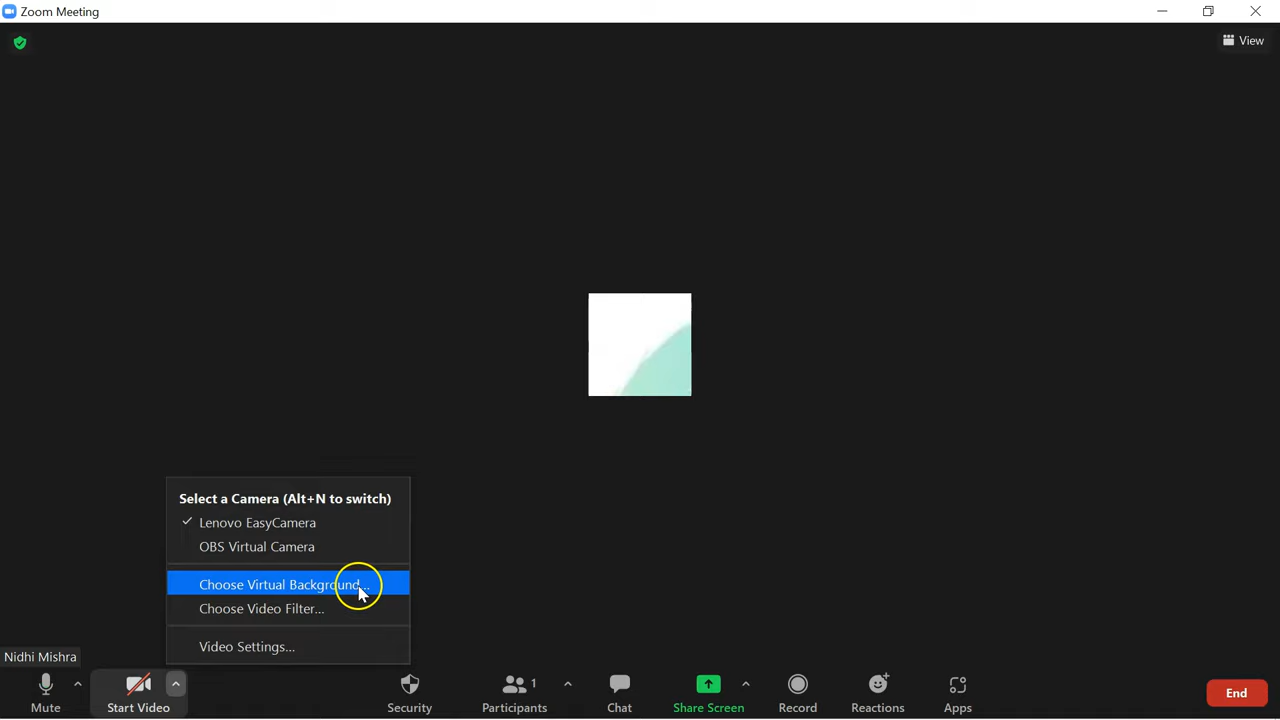 Zoom Meeting
View
Select a Camera (Alt+N to switch)
Lenovo EasyCamera
OBS Virtual Camera
Choose Virtual Background...
Choose Video Filter...
Video Settings...
Nidhi Mishra
Mute
Start Video
Security
Participants
1
Chat
Share Screen
Record
Reactions
Apps
End